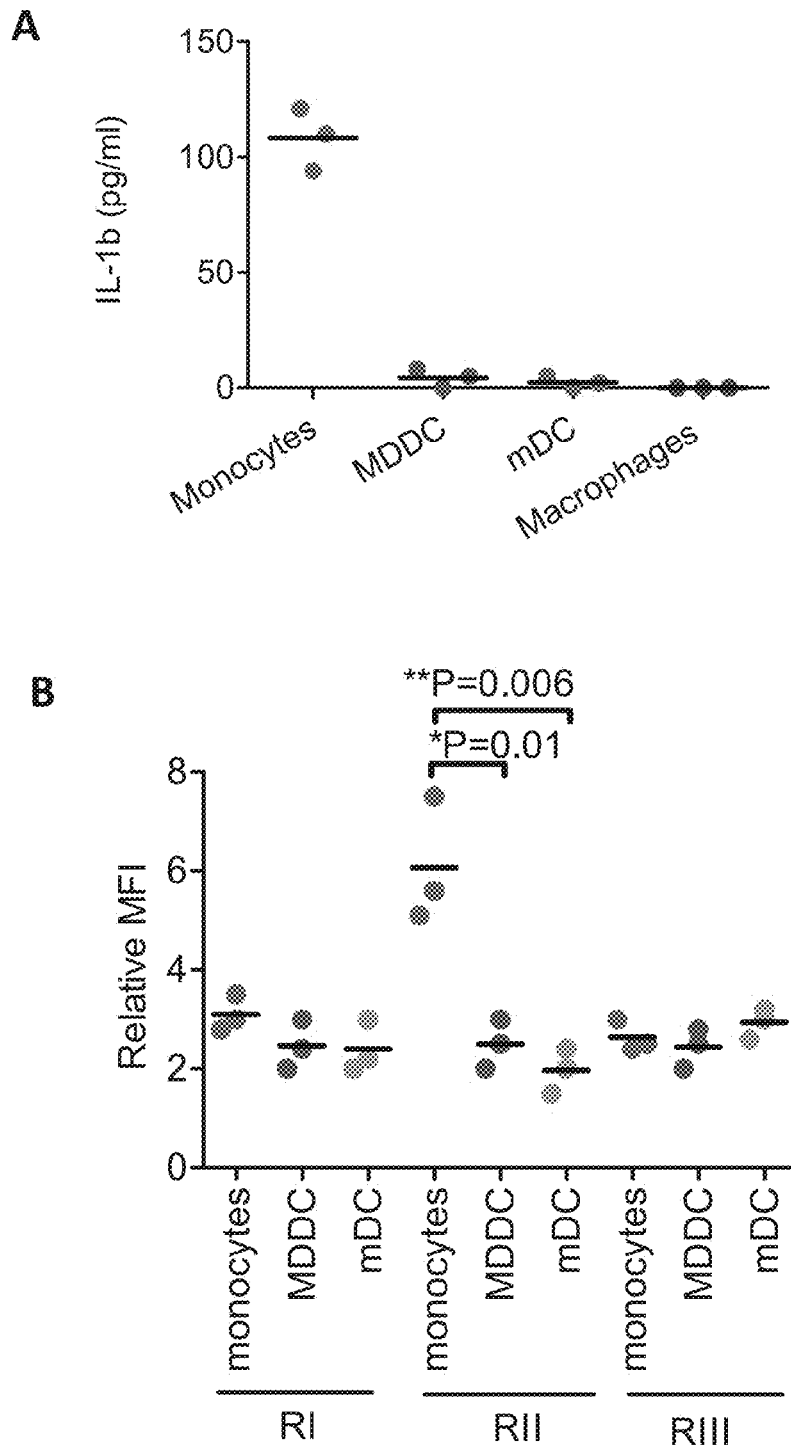 A
IL-1b (pg/ml)
150
100
50
0
Monocytes
MDDC
mDC
Macrophages
B
**P=0.006
*P=0.01
Relative MFI
8
6
4
2
0
monocytes
MDDC
mDC
monocytes
MDDC
mDC
monocytes
MDDC
mDC
RI
RII
RIII